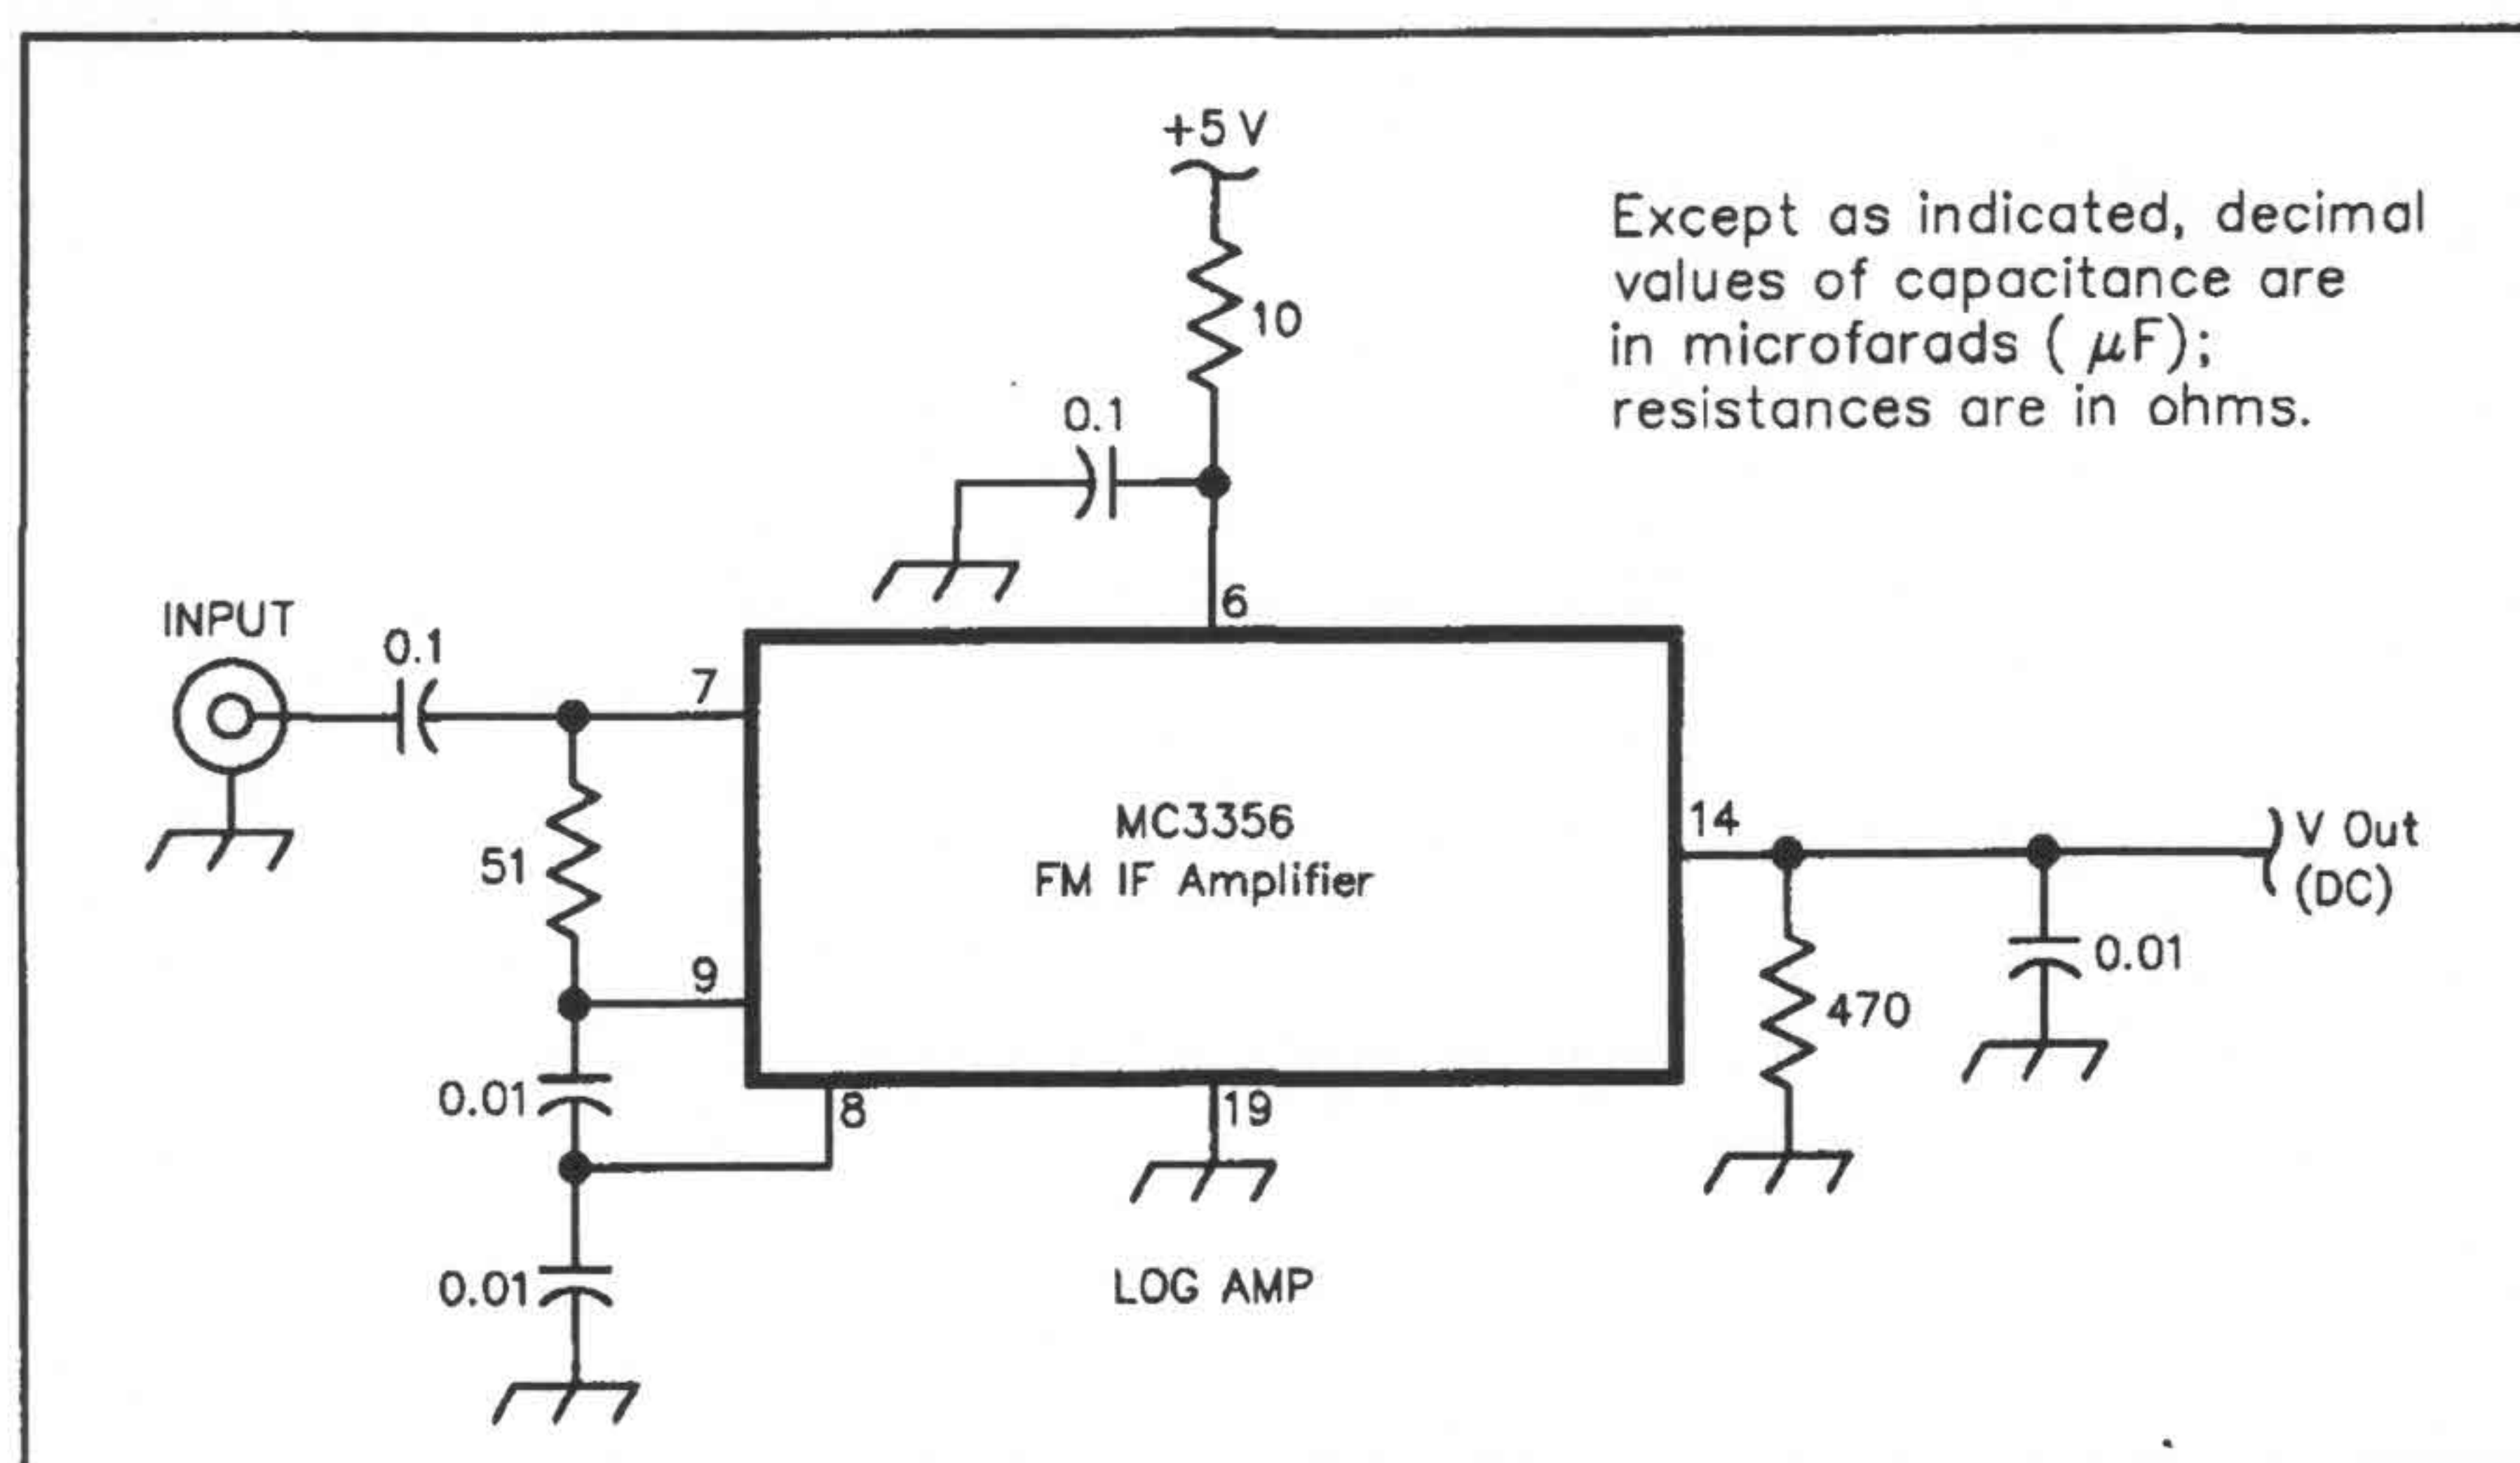 +5 V
Except as indicated, decimal
values of capacitance are
in microfarads ( µF);
resistances are in ohms.
10
0.1
6
INPUT
0.1
7
51
MC3356
FM IF Amplifier
14
V Out
(DC)
9
0.01
470
0.01
8
19
0.01
LOG AMP